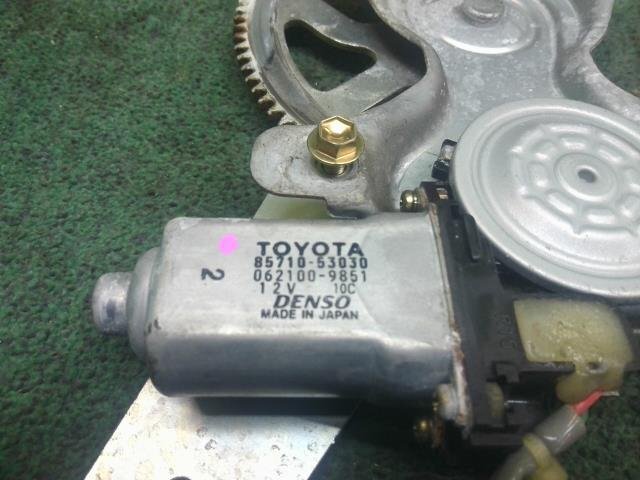 TOYOTA
85710-53030
062100-9851
12V 10C
DENSO
MADE IN JAPAN
2